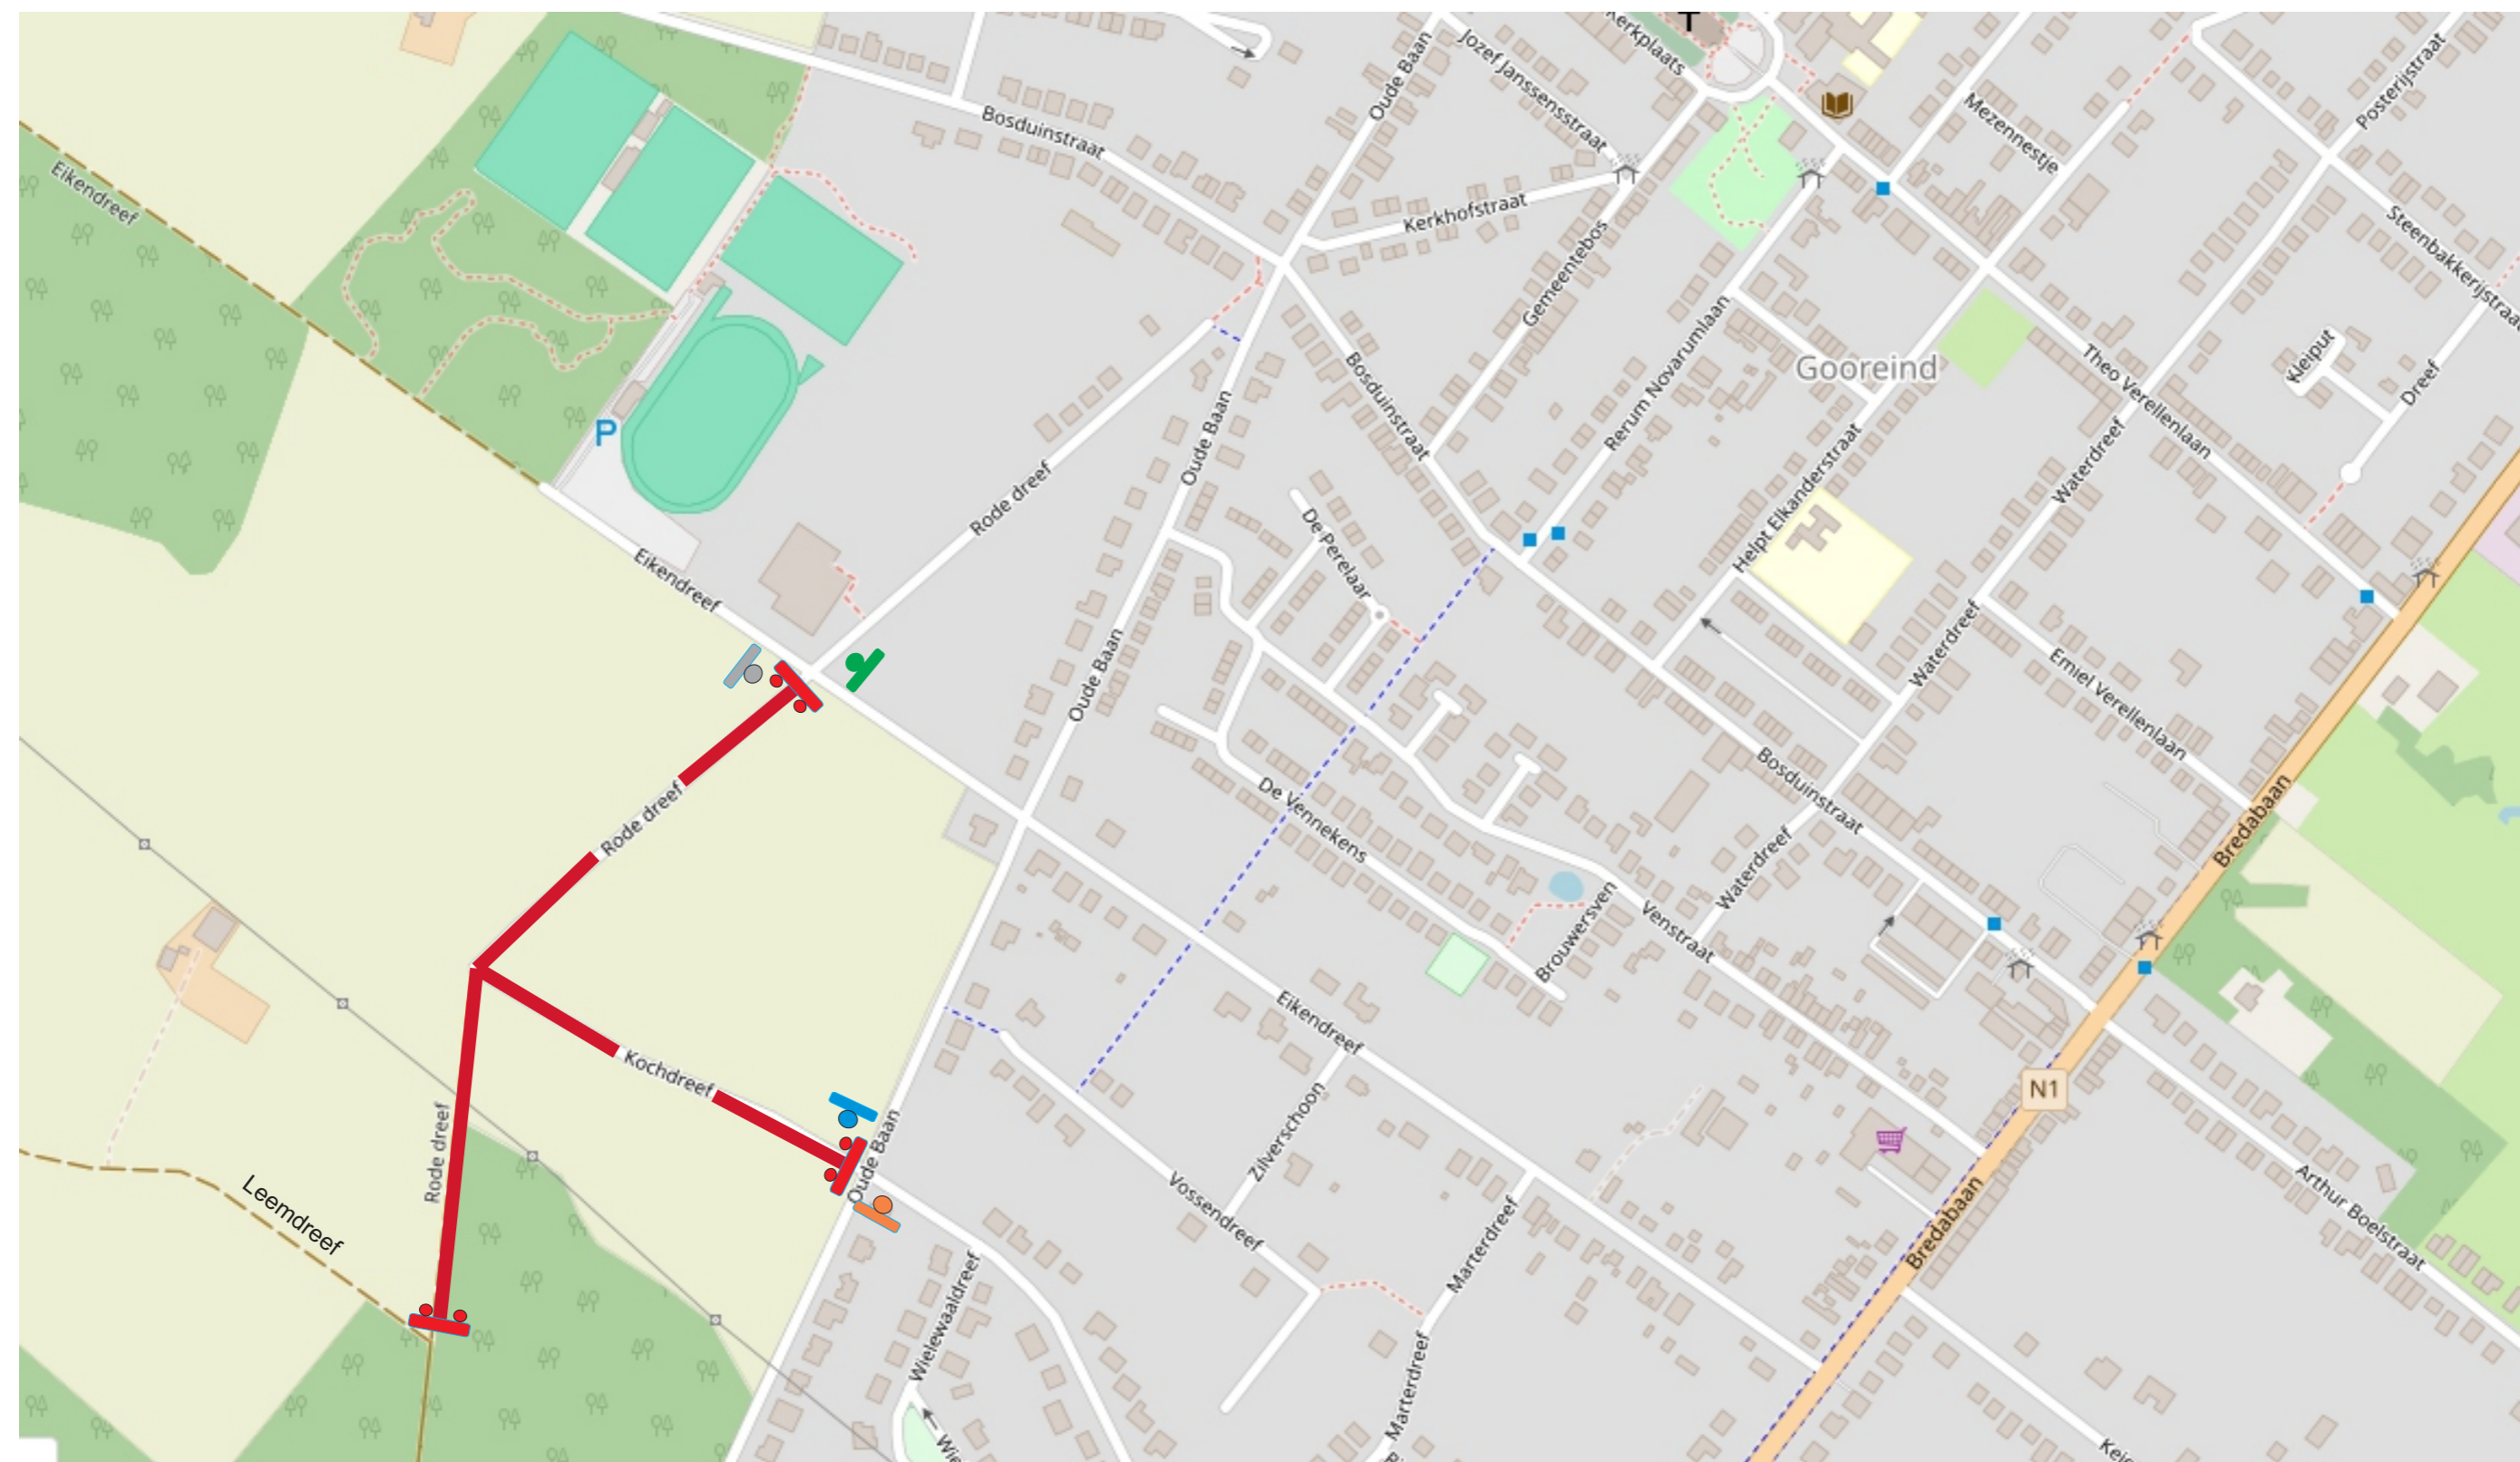 Kerkplaats
Jozef Janssensstraat
Oude Baan
Posterijstraat
Mezennestje
Bosduinstraat
Eikendreef
Kerkhofstraat
Steenbakkerijstraat
Gemeentebos
Rerum Novarumlaan
Gooreind
Theo Verellenlaan
Kleiput
Dreef
Bosduinstraat
Oude Baan
P
Helpt Elkanderstraat
Waterdreef
Rode dreef
De Perelaar
Eikendreef
Waterdreef
Oude Baan
Emiel Verellenlaan
Bosduinstraat
De Vennekens
Rode dreef
Bredabaan
Waterdreef
Brouwersven
Venstraat
Eikendreef
Kochdreef
N1
Rode dreef
Oude Baan
Zilverschoon
Leemdreef
Vossendreef
Marterdreef
Bredabaan
Arthur Boelstraat
Wielewaaldreef
Marterdreef
Wie
Keie